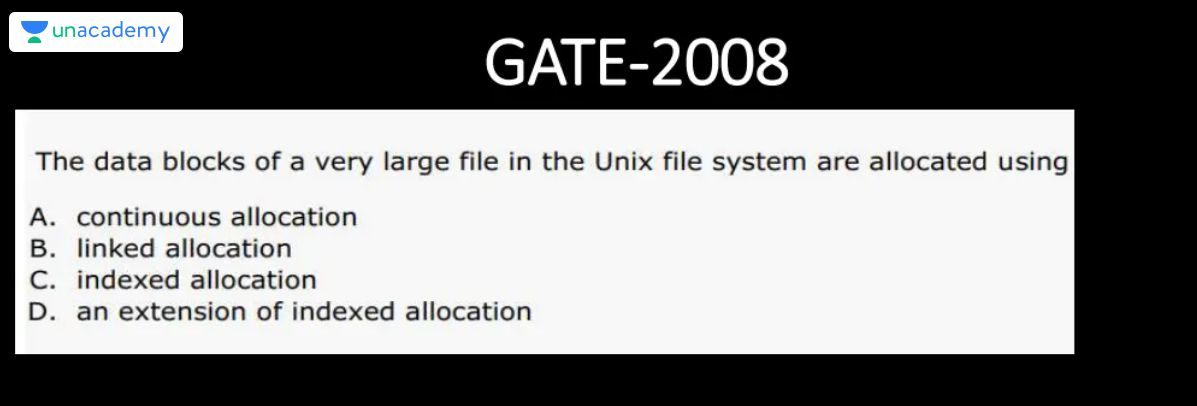 unacademy
GATE-2008
The data blocks of a very large file in the Unix file system are allocated using
A. continuous allocation
B. linked allocation
C. indexed allocation
D. an extension of indexed allocation